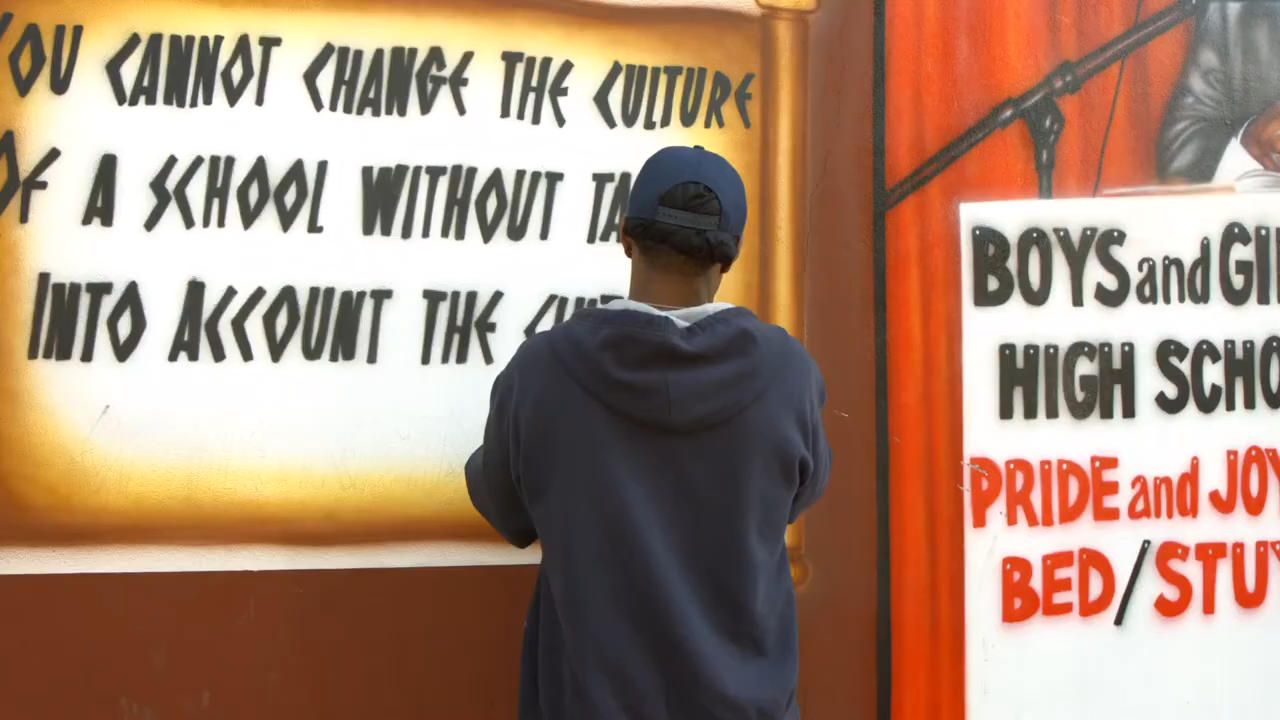 YOU CANNOT CHANGE THE CULTURE
OF A SCHOOL WITHOUT TA
INTO ACCOUNT THE
BOYS and GI
HIGH SCHO
PRIDE and JOY
BED/STUY